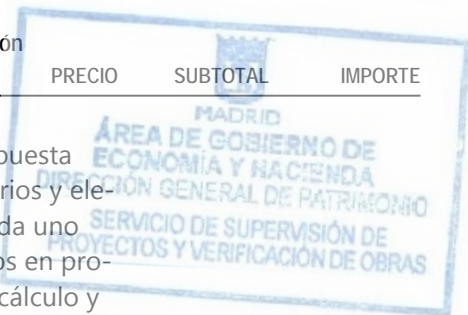 ón
PRECIO SUBTOTAL IMPORTE
MADRID
puesta
ÁREA DE GOBIERNO DE
ECONOMÍA Y HACIENDA
rios y ele-
DIRECCIÓN GENERAL DE PATRIMONIO
da uno
SERVICIO DE SUPERVISIÓN DE
PROYECTOS Y VERIFICACIÓN DE OBRAS
os en pro-
cálculo y